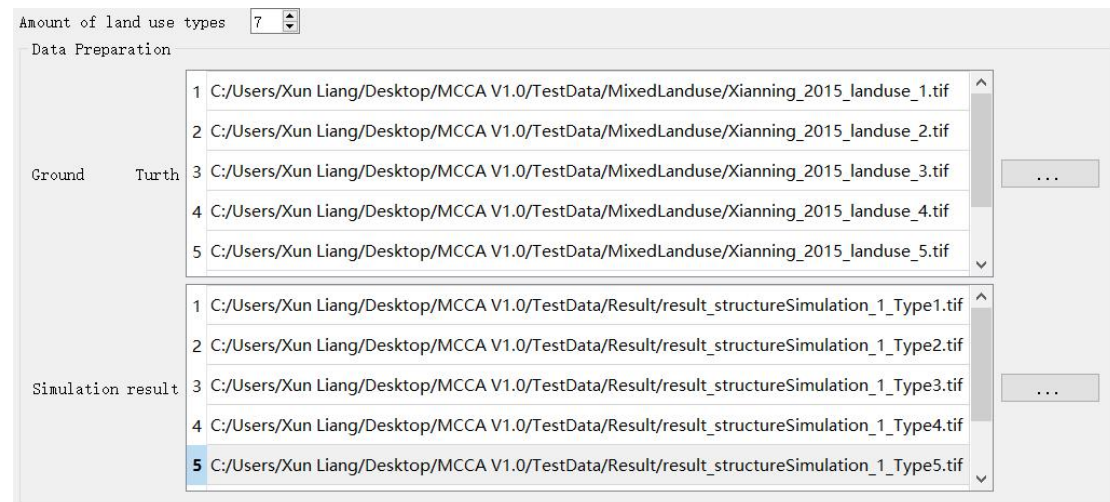 Amount of land use types 7
Data Preparation
1 C:/Users/Xun Liang/Desktop/MCCA V1.0/TestData/MixedLanduse/Xianning_2015_landuse_1.tif
2 C:/Users/Xun Liang/Desktop/MCCA V1.0/TestData/MixedLanduse/Xianning_2015_landuse_2.tif
Ground Turth 3 C:/Users/Xun Liang/Desktop/MCCA V1.0/TestData/MixedLanduse/Xianning_2015_landuse_3.tif ...
4 C:/Users/Xun Liang/Desktop/MCCA V1.0/TestData/MixedLanduse/Xianning_2015_landuse_4.tif
5 C:/Users/Xun Liang/Desktop/MCCA V1.0/TestData/MixedLanduse/Xianning_2015_landuse_5.tif
1 C:/Users/Xun Liang/Desktop/MCCA V1.0/TestData/Result/result_structureSimulation_1_Type1.tif
2 C:/Users/Xun Liang/Desktop/MCCA V1.0/TestData/Result/result_structureSimulation_1_Type2.tif
Simulation result 3 C:/Users/Xun Liang/Desktop/MCCA V1.0/TestData/Result/result_structureSimulation_1_Type3.tif ...
4 C:/Users/Xun Liang/Desktop/MCCA V1.0/TestData/Result/result_structureSimulation_1_Type4.tif
5 C:/Users/Xun Liang/Desktop/MCCA V1.0/TestData/Result/result_structureSimulation_1_Type5.tif